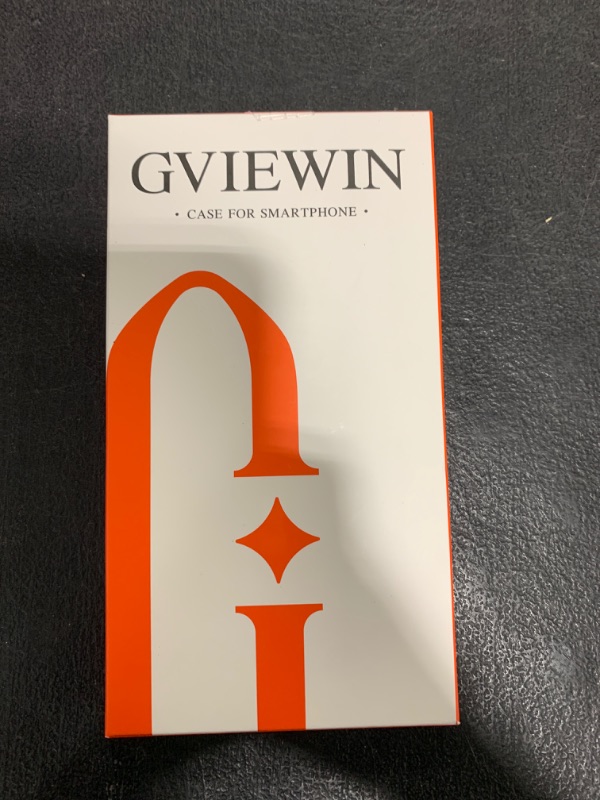 GVIEWIN
• CASE FOR SMARTPHONE •